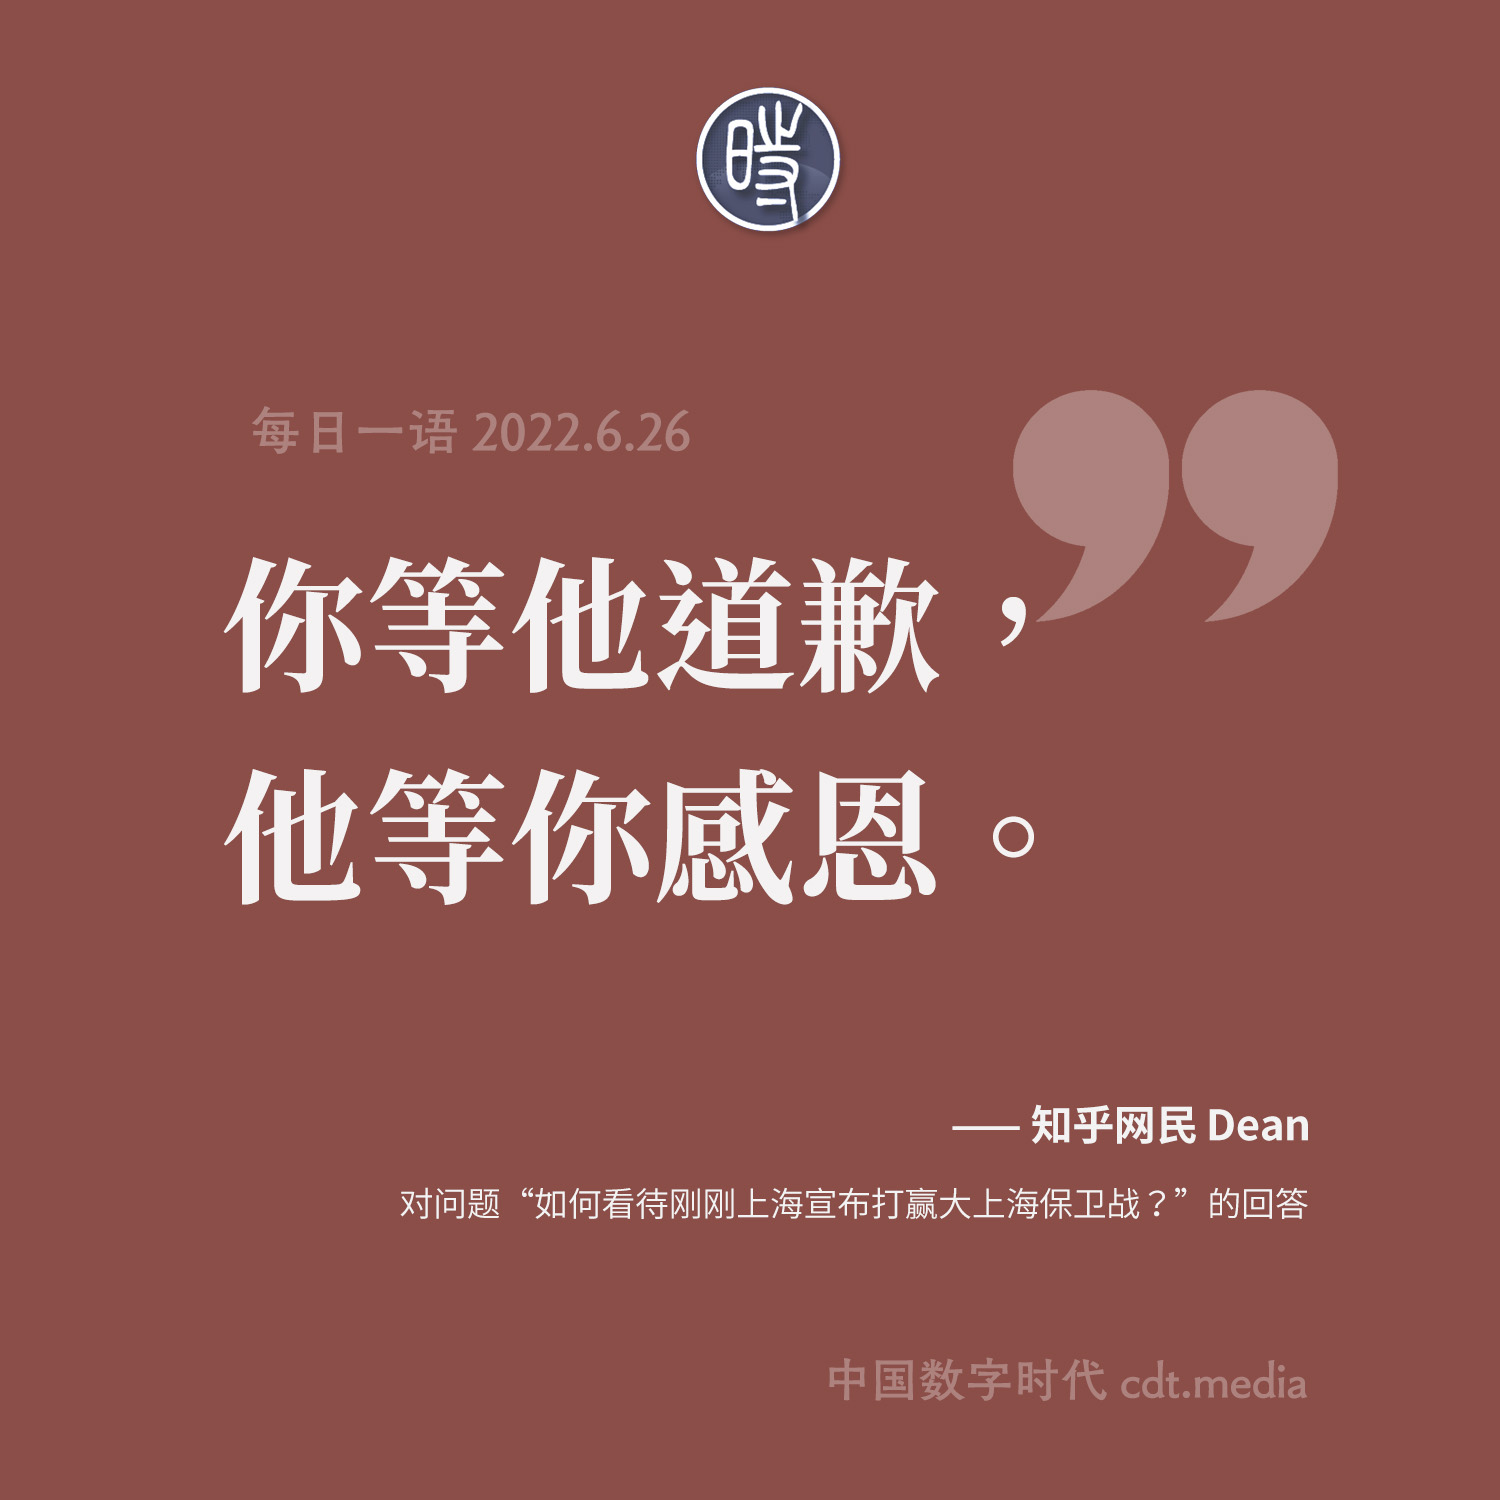 時
每日一语 2022.6.26
你等他道歉，
他等你感恩。
—— 知乎网民 Dean
对问题“如何看待刚刚上海宣布打赢大上海保卫战？”的回答
中国数字时代 cdt.media